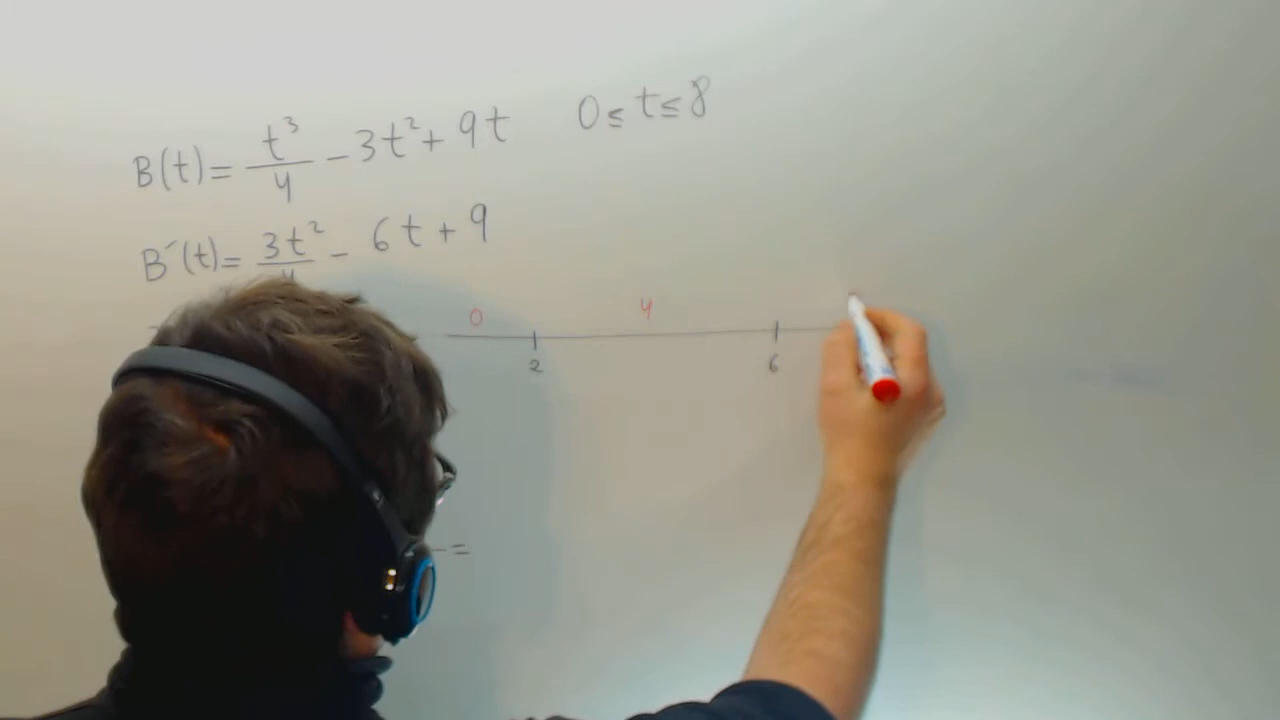 B(t)= t³/4 - 3t² + 9t    0 ≤ t ≤ 8
B´(t)= 3t²/4 - 6t + 9
0 4
2 6
=